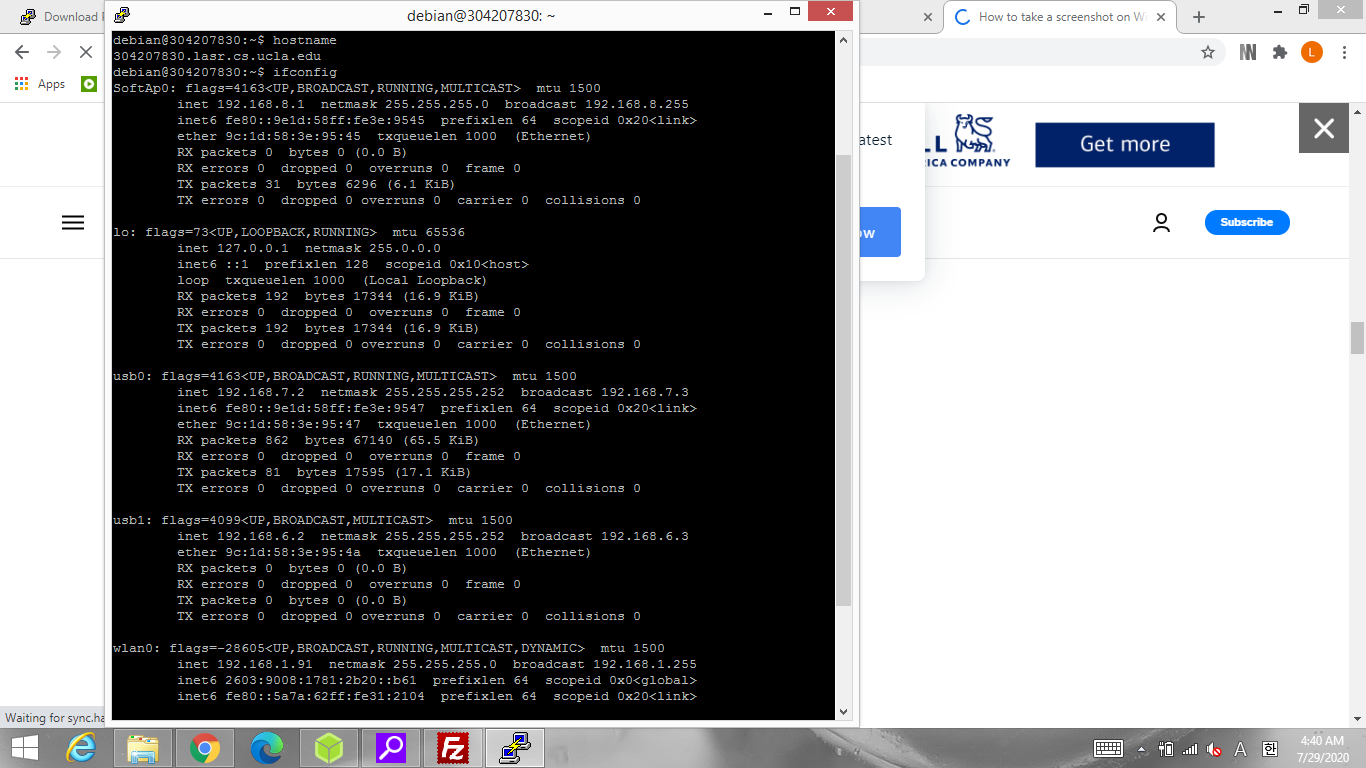 Download P
debian@304207830: ~
How to take a screenshot on Wi
Apps
L
debian@304207830:~$ hostname
304207830.lasr.cs.ucla.edu
debian@304207830:~$ ifconfig
SoftAp0: flags=4163<UP,BROADCAST,RUNNING,MULTICAST>  mtu 1500
        inet 192.168.8.1  netmask 255.255.255.0  broadcast 192.168.8.255
        inet6 fe80::9e1d:58ff:fe3e:9545  prefixlen 64  scopeid 0x20<link>
        ether 9c:1d:58:3e:95:45  txqueuelen 1000  (Ethernet)
        RX packets 0  bytes 0 (0.0 B)
        RX errors 0  dropped 0  overruns 0  frame 0
        TX packets 31  bytes 6296 (6.1 KiB)
        TX errors 0  dropped 0 overruns 0  carrier 0  collisions 0
lo: flags=73<UP,LOOPBACK,RUNNING>  mtu 65536
        inet 127.0.0.1  netmask 255.0.0.0
        inet6 ::1  prefixlen 128  scopeid 0x10<host>
        loop  txqueuelen 1000  (Local Loopback)
        RX packets 192  bytes 17344 (16.9 KiB)
        RX errors 0  dropped 0  overruns 0  frame 0
        TX packets 192  bytes 17344 (16.9 KiB)
        TX errors 0  dropped 0 overruns 0  carrier 0  collisions 0
usb0: flags=4163<UP,BROADCAST,RUNNING,MULTICAST>  mtu 1500
        inet 192.168.7.2  netmask 255.255.255.252  broadcast 192.168.7.3
        inet6 fe80::9e1d:58ff:fe3e:9547  prefixlen 64  scopeid 0x20<link>
        ether 9c:1d:58:3e:95:47  txqueuelen 1000  (Ethernet)
        RX packets 862  bytes 67140 (65.5 KiB)
        RX errors 0  dropped 0  overruns 0  frame 0
        TX packets 81  bytes 17595 (17.1 KiB)
        TX errors 0  dropped 0 overruns 0  carrier 0  collisions 0
usb1: flags=4099<UP,BROADCAST,MULTICAST>  mtu 1500
        inet 192.168.6.2  netmask 255.255.255.252  broadcast 192.168.6.3
        ether 9c:1d:58:3e:95:4a  txqueuelen 1000  (Ethernet)
        RX packets 0  bytes 0 (0.0 B)
        RX errors 0  dropped 0  overruns 0  frame 0
        TX packets 0  bytes 0 (0.0 B)
        TX errors 0  dropped 0 overruns 0  carrier 0  collisions 0
wlan0: flags=-28605<UP,BROADCAST,RUNNING,MULTICAST,DYNAMIC>  mtu 1500
        inet 192.168.1.91  netmask 255.255.255.0  broadcast 192.168.1.255
        inet6 2603:9008:1781:2b20::b61  prefixlen 64  scopeid 0x0<global>
        inet6 fe80::5a7a:62ff:fe31:2104  prefixlen 64  scopeid 0x20<link>
atest
LL
RICA COMPANY
Get more
ow
Subscribe
Waiting for sync.ha
A
한
4:40 AM
7/29/2020